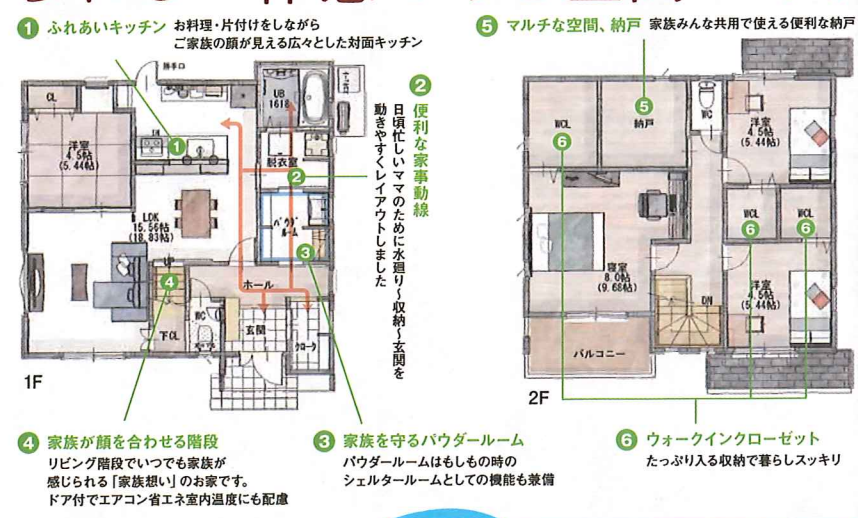 1 ふれあいキッチン お料理・片付けをしながら
ご家族の顔が見える広々とした対面キッチン
勝手口
CL
UB
1618
洋室
4.5帖
(5.44帖)
1
脱衣室
2
LDK
15.56帖
(18.83帖)
パウダー
ルーム
3
UP
4
ホール
WC
下CL
玄関
クローク
1F
2 便利な家事動線
日頃忙しいママのために水廻り〜収納〜玄関を
動きやすくレイアウトしました
5 マルチな空間、納戸 家族みんな共用で使える便利な納戸
WCL
6
5
納戸
WC
洋室
4.5帖
(5.44帖)
WCL
6
WCL
6
寝室
8.0帖
(9.68帖)
洋室
4.5帖
(5.44帖)
DN
バルコニー
2F
4 家族が顔を合わせる階段
リビング階段でいつでも家族が
感じられる「家族想い」のお家です。
ドア付でエアコン省エネ室内温度にも配慮
3 家族を守るパウダールーム
パウダールームはもしもの時の
シェルタールームとしての機能も兼備
6 ウォークインクローゼット
たっぷり入る収納で暮らしスッキリ